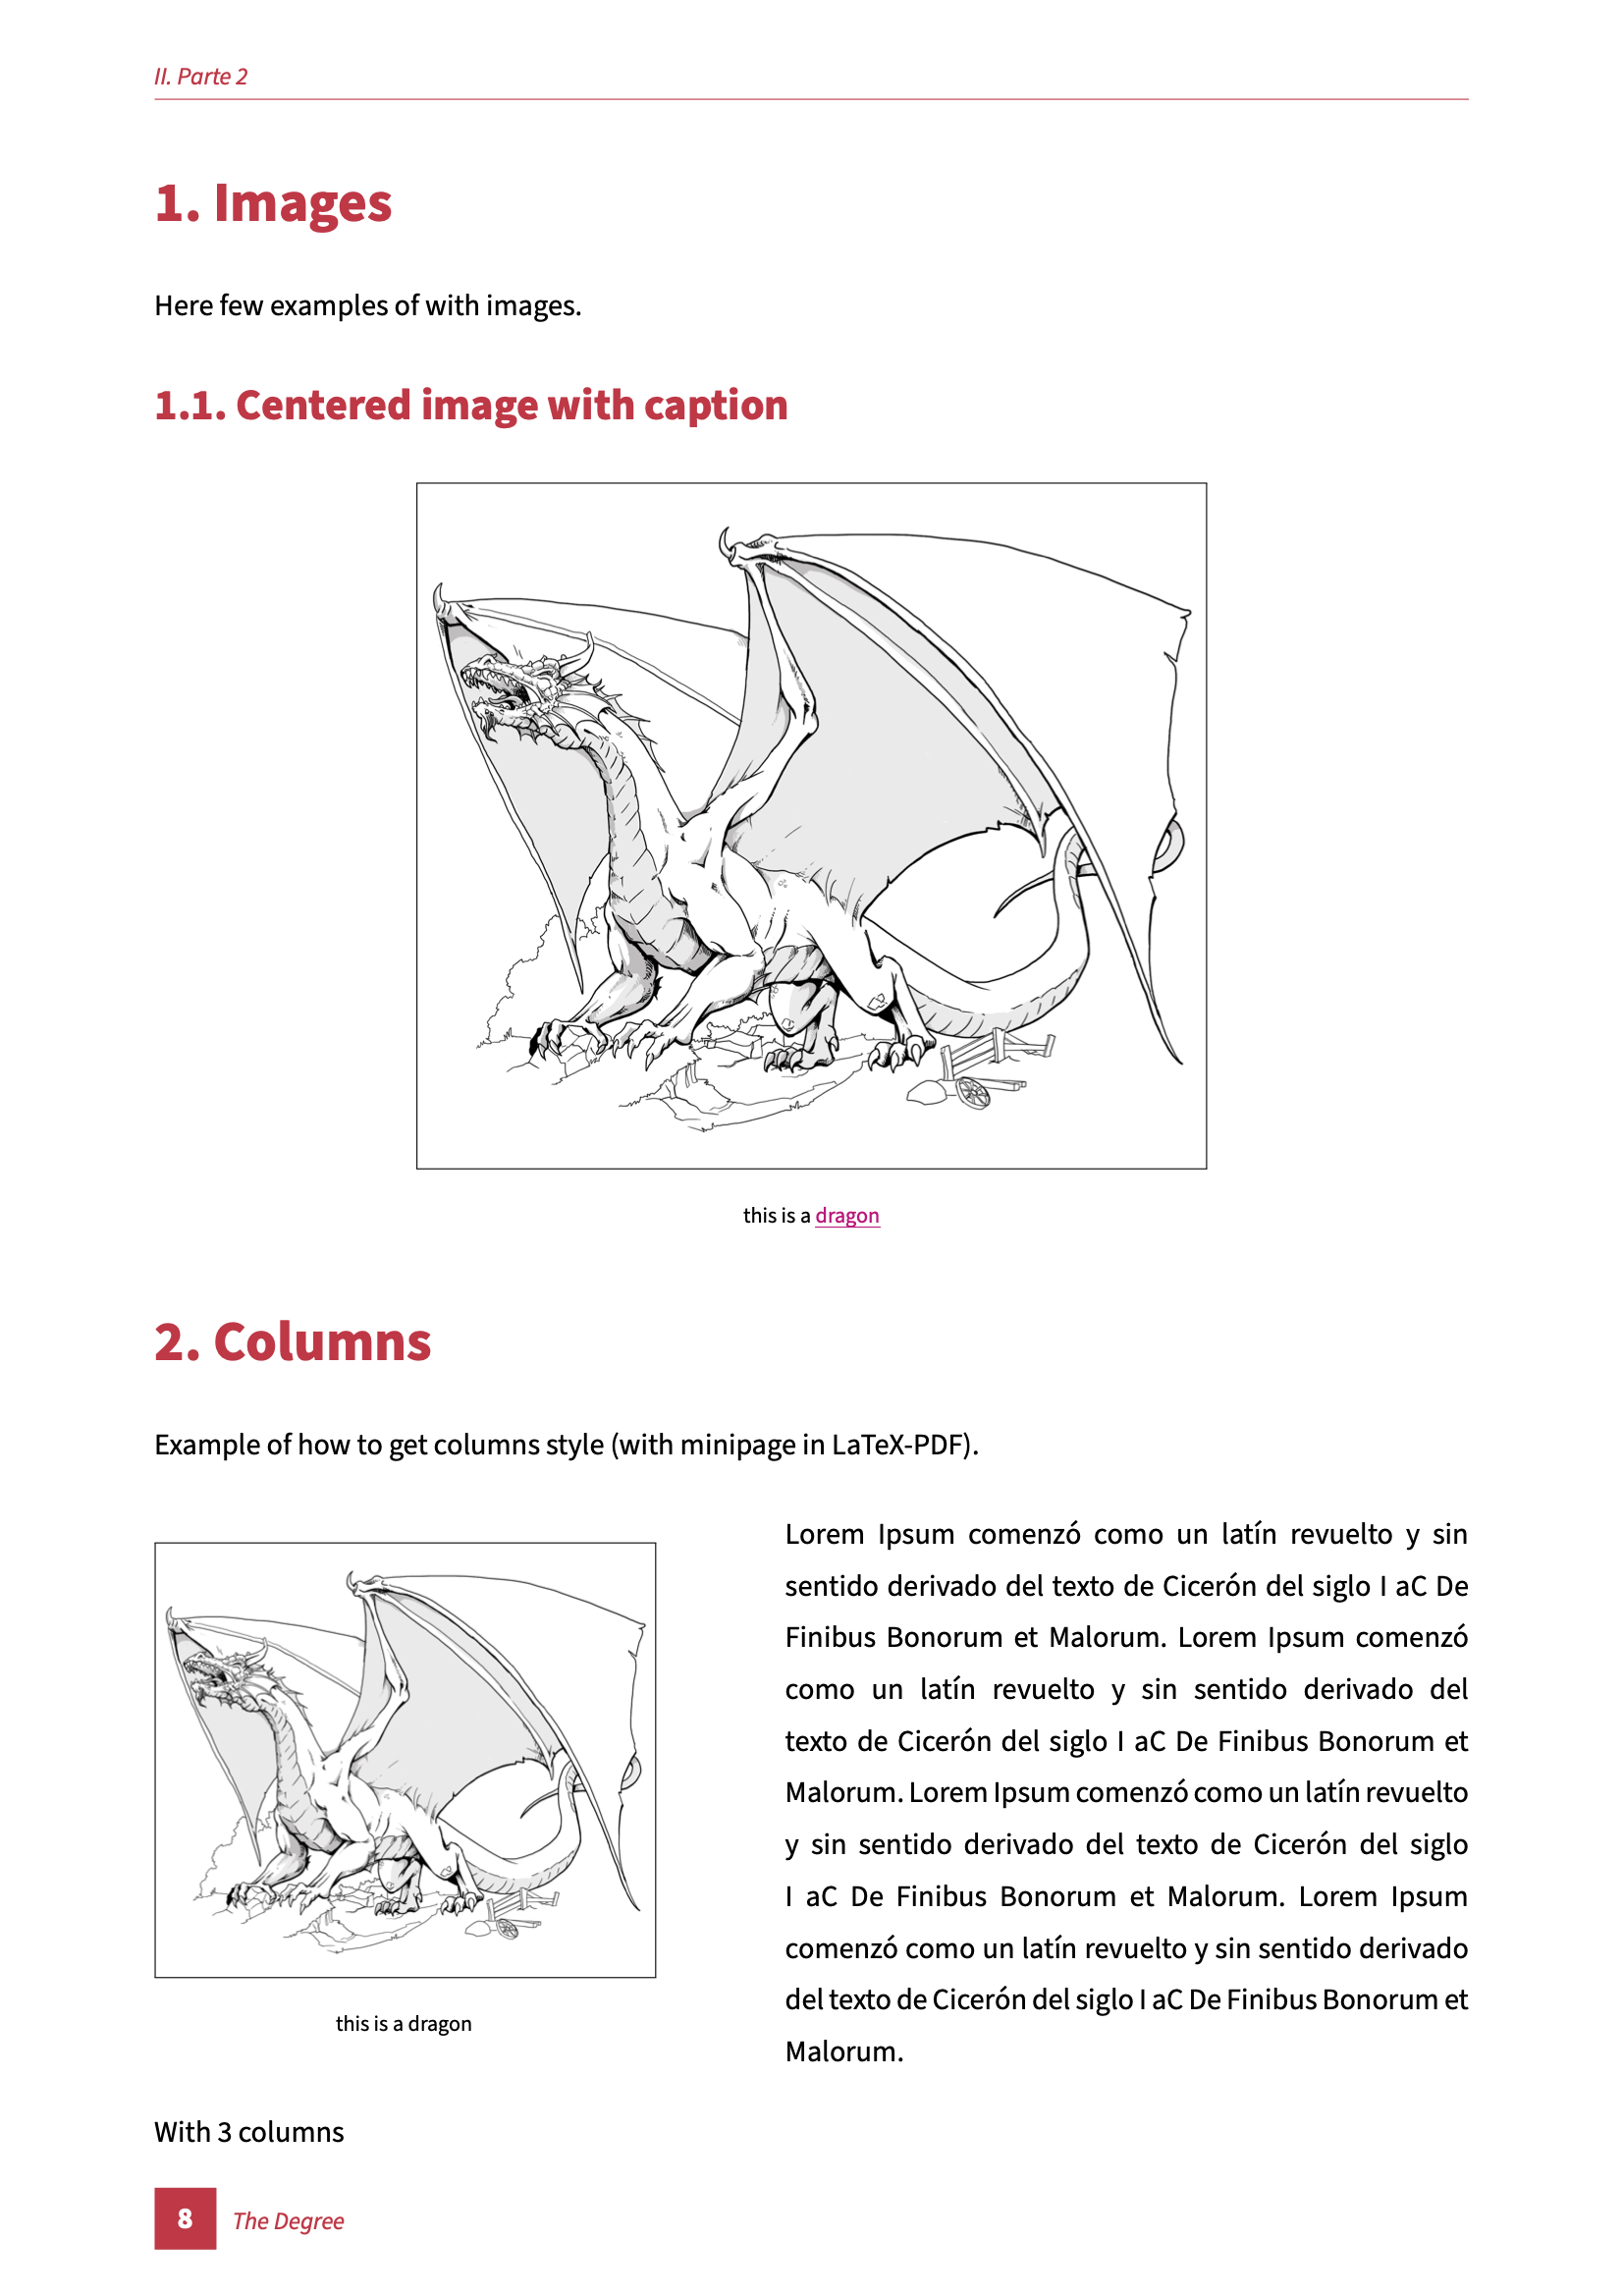 II. Parte 2
1. Images
Here few examples of with images.
1.1. Centered image with caption
this is a dragon
2. Columns
Example of how to get columns style (with minipage in LaTeX-PDF).
this is a dragon
Lorem Ipsum comenzó como un latín revuelto y sin
sentido derivado del texto de Cicerón del siglo I aC De
Finibus Bonorum et Malorum. Lorem Ipsum comenzó
como un latín revuelto y sin sentido derivado del
texto de Cicerón del siglo I aC De Finibus Bonorum et
Malorum. Lorem Ipsum comenzó como un latín revuelto
y sin sentido derivado del texto de Cicerón del siglo
I aC De Finibus Bonorum et Malorum. Lorem Ipsum
comenzó como un latín revuelto y sin sentido derivado
del texto de Cicerón del siglo I aC De Finibus Bonorum et
Malorum.
With 3 columns
8 The Degree